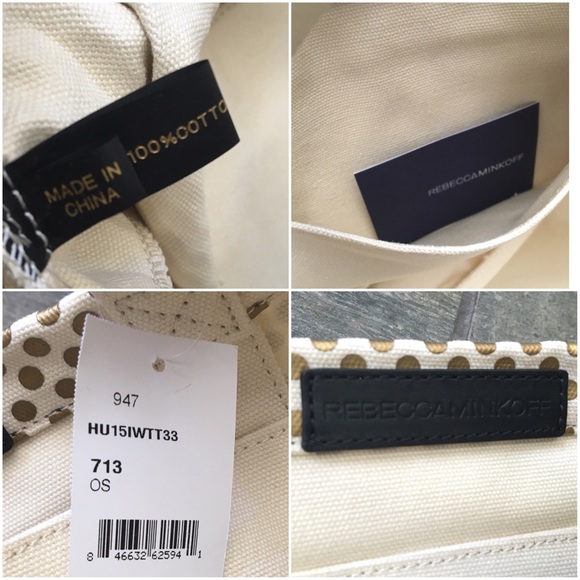 100%COTTO
MADE IN
CHINA
REBECCAMINKOFF
947
HU15IWTT33
713
OS
8 46632 62594 1
REBECCAMINKOFF